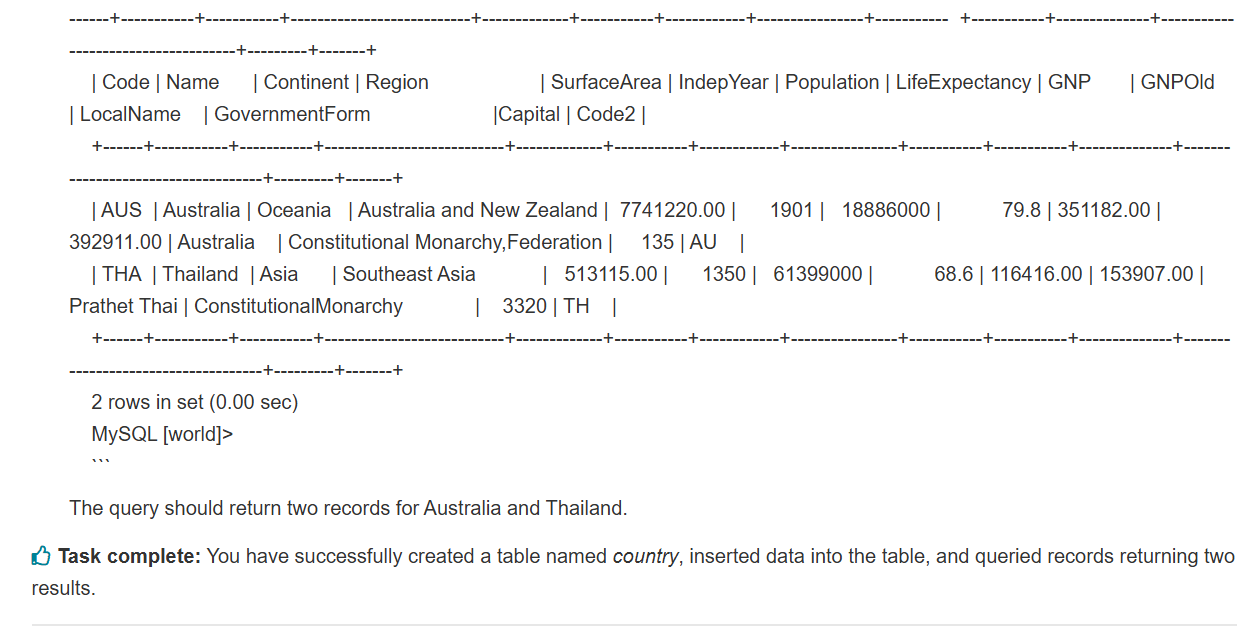 ------+-----------+-----------+---------------------------+-------------+-----------+------------+----------------+----------- +-----------+--------------+-----------
-------------------------+---------+-------+
| Code | Name | Continent | Region | SurfaceArea | IndepYear | Population | LifeExpectancy | GNP | GNPOld
| LocalName | GovernmentForm |Capital | Code2 |
+------+-----------+-----------+---------------------------+-------------+-----------+------------+----------------+-----------+-----------+--------------+-------
-----------------------------+---------+-------+
| AUS | Australia | Oceania | Australia and New Zealand | 7741220.00 | 1901 | 18886000 | 79.8 | 351182.00 |
392911.00 | Australia | Constitutional Monarchy,Federation | 135 | AU |
| THA | Thailand | Asia | Southeast Asia | 513115.00 | 1350 | 61399000 | 68.6 | 116416.00 | 153907.00 |
Prathet Thai | ConstitutionalMonarchy | 3320 | TH |
+------+-----------+-----------+---------------------------+-------------+-----------+------------+----------------+-----------+-----------+--------------+-------
-----------------------------+---------+-------+
2 rows in set (0.00 sec)
MySQL [world]>
```
The query should return two records for Australia and Thailand.
Task complete: You have successfully created a table named country, inserted data into the table, and queried records returning two
results.